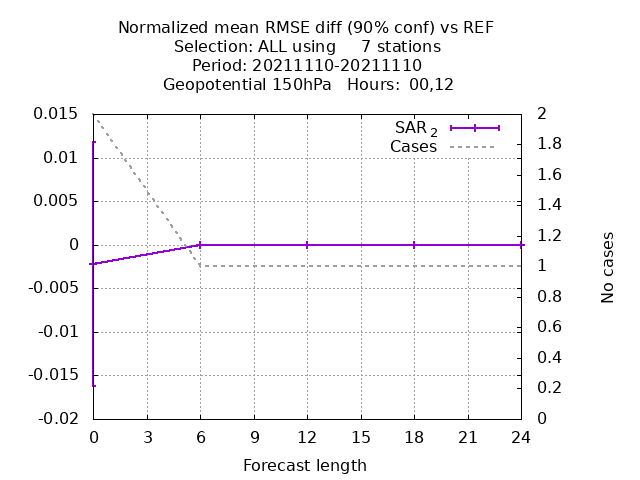 Normalized mean RMSE diff (90% conf) vs REF
Selection: ALL using 7 stations
Period: 20211110-20211110
Geopotential 150hPa Hours: 00,12
SAR 2
Cases
0.015
0.01
0.005
0
-0.005
-0.01
-0.015
-0.02
2
1.8
1.6
1.4
1.2
1
0.8
0.6
0.4
0.2
0
No cases
0 3 6 9 12 15 18 21 24
Forecast length